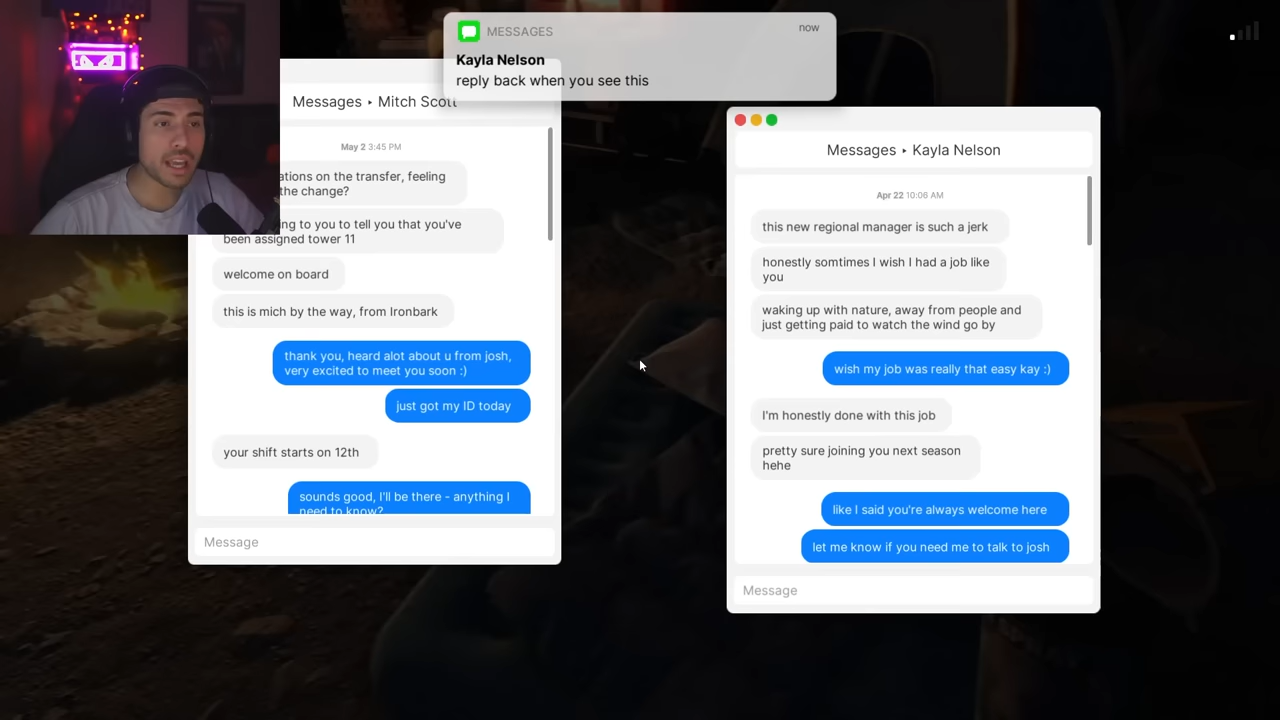 MESSAGES
now
Kayla Nelson
reply back when you see this
Messages ‣ Mitch Scott
May 2 3:45 PM
ations on the transfer, feeling
the change?
ing to you to tell you that you've
been assigned tower 11
welcome on board
this is mich by the way, from Ironbark
thank you, heard alot about u from josh,
very excited to meet you soon :)
just got my ID today
your shift starts on 12th
sounds good, I'll be there - anything I
need to know?
Message
Messages ‣ Kayla Nelson
Apr 22 10:06 AM
this new regional manager is such a jerk
honestly somtimes I wish I had a job like
you
waking up with nature, away from people and
just getting paid to watch the wind go by
wish my job was really that easy kay :)
I'm honestly done with this job
pretty sure joining you next season
hehe
like I said you're always welcome here
let me know if you need me to talk to josh
Message